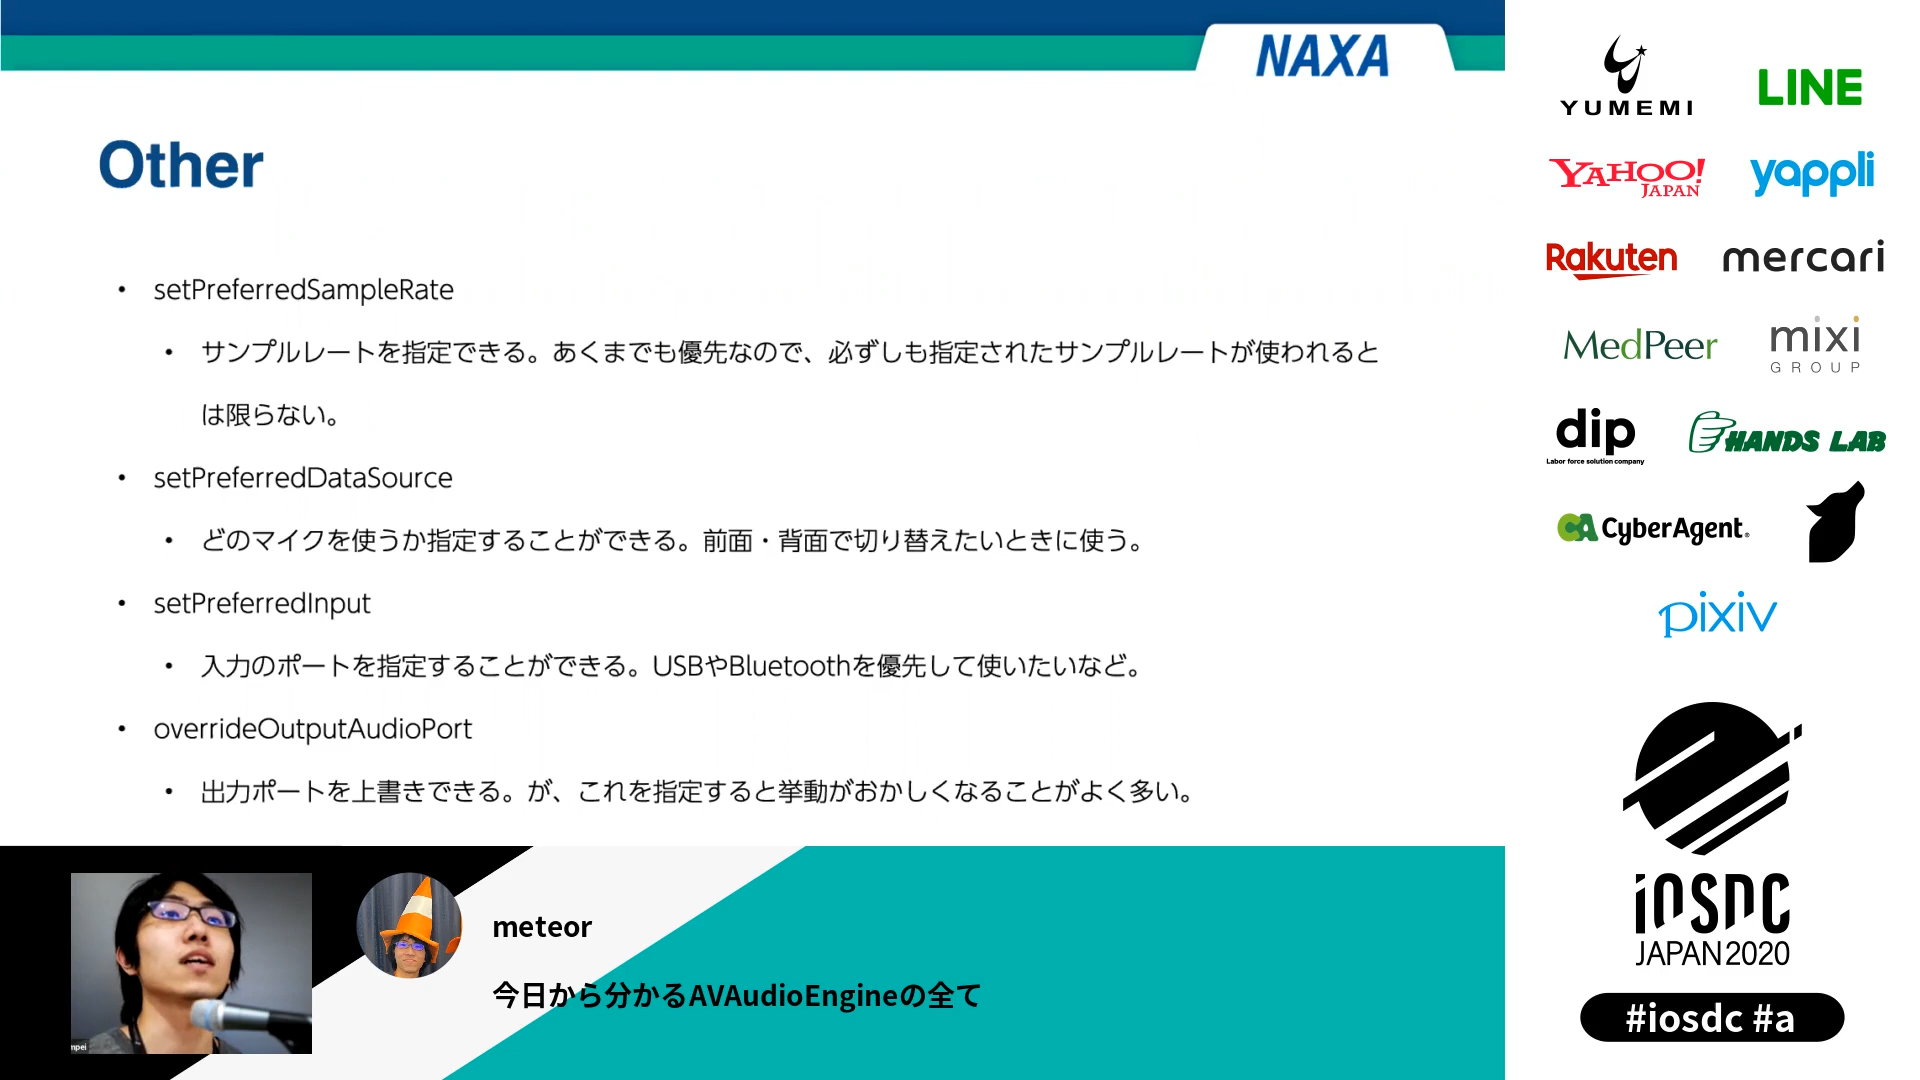 NAXA
Other
• setPreferredSampleRate
• サンプルレートを指定できる。あくまでも優先なので、必ずしも指定されたサンプルレートが使われると
は限らない。
• setPreferredDataSource
• どのマイクを使うか指定することができる。前面・背面で切り替えたいときに使う。
• setPreferredInput
• 入力のポートを指定することができる。USBやBluetoothを優先して使いたいなど。
• overrideOutputAudioPort
• 出力ポートを上書きできる。が、これを指定すると挙動がおかしくなることがよく多い。
mpei
meteor
今日から分かるAVAudioEngineの全て
YUMEMI
LINE
YAHOO!
JAPAN
yappli
Rakuten
mercari
MedPeer
mixi
GROUP
dip
Labor force solution company
HANDS LAB
CA CyberAgent.
pixiv
iOSDC
JAPAN 2020
#iosdc #a